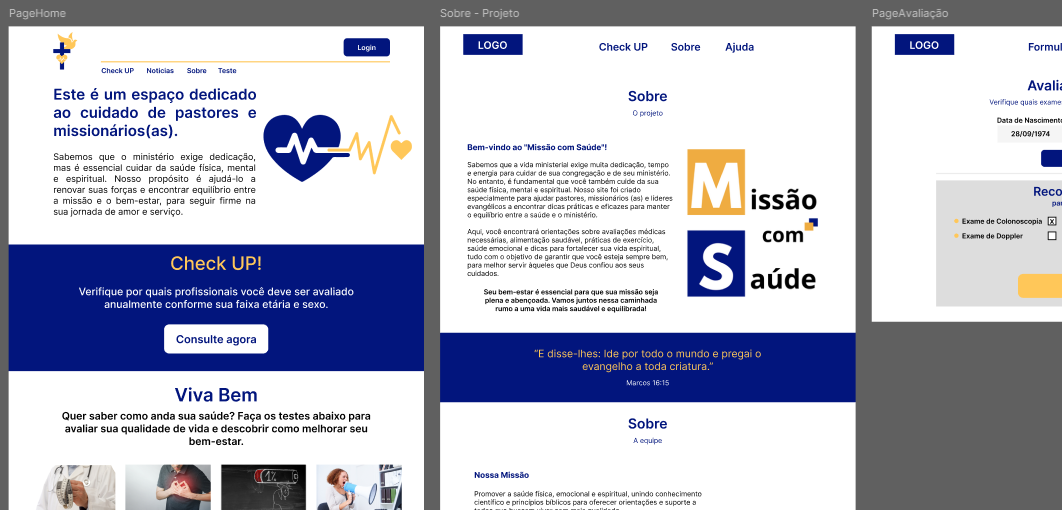 PageHome
Login
Check UP Noticias Sobre Teste
Este é um espaço dedicado
ao cuidado de pastores e
missionários(as).
Sabemos que o ministério exige dedicação,
mas é essencial cuidar da saúde física, mental
e espiritual. Nosso propósito é ajudá-lo a
renovar suas forças e encontrar equilíbrio entre
a missão e o bem-estar, para seguir firme na
sua jornada de amor e serviço.
Check UP!
Verifique por quais profissionais você deve ser avaliado
anualmente conforme sua faixa etária e sexo.
Consulte agora
Viva Bem
Quer saber como anda sua saúde? Faça os testes abaixo para
avaliar sua qualidade de vida e descobrir como melhorar seu
bem-estar.
1%
Sobre - Projeto
LOGO
Check UP Sobre Ajuda
Sobre
O projeto
Bem-vindo ao "Missão com Saúde"!
Sabemos que a vida ministerial exige muita dedicação, tempo
e energia para cuidar de sua congregação e de seu ministério.
No entanto, é fundamental que você também cuide da sua
saúde física, mental e espiritual. Nosso site foi criado
especialmente para ajudar pastores, missionários (as) e líderes
evangélicos a encontrar dicas práticas e eficazes para manter
o equilíbrio entre a saúde e o ministério.
Aqui, você encontrará orientações sobre avaliações médicas
necessárias, alimentação saudável, práticas de exercício,
saúde emocional e dicas para fortalecer sua vida espiritual,
tudo com o objetivo de garantir que você esteja sempre bem,
para melhor servir àqueles que Deus confiou aos seus
cuidados.
Seu bem-estar é essencial para que sua missão seja
plena e abençoada. Vamos juntos nessa caminhada
rumo a uma vida mais saudável e equilibrada!
Missão
com
Saúde
"E disse-lhes: Ide por todo o mundo e pregai o
evangelho a toda criatura."
Marcos 16:15
Sobre
A equipe
Nossa Missão
Promover a saúde física, emocional e espiritual, unindo conhecimento
científico e princípios bíblicos para oferecer orientações e suporte a
PageAvaliação
LOGO
Formul
Avalia
Verifique quais exame
Data de Nascimento
28/09/1974
Reco
par
Exame de Colonoscopia X
Exame de Doppler